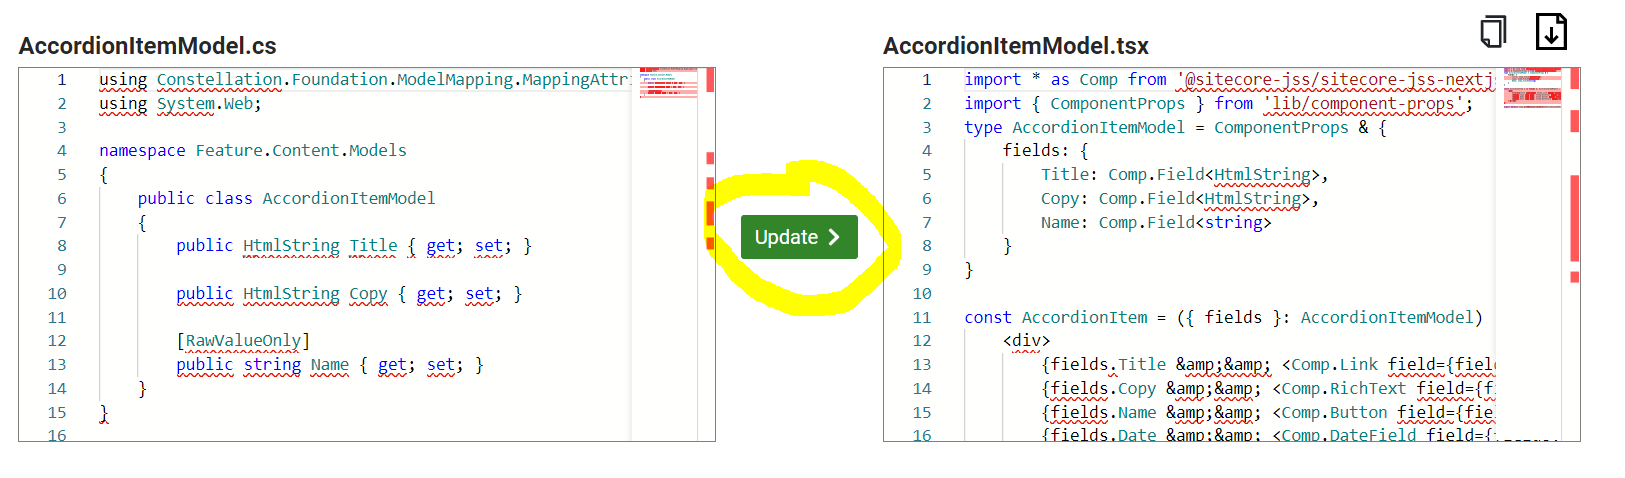 AccordionItemModel.cs
1 using Constellation.Foundation.ModelMapping.MappingAttr
2 using System.Web;
3
4 namespace Feature.Content.Models
5 {
6 public class AccordionItemModel
7 {
8 public HtmlString Title { get; set; }
9
10 public HtmlString Copy { get; set; }
11
12 [RawValueOnly]
13 public string Name { get; set; }
14 }
15 }
16
Update
AccordionItemModel.tsx
1 import * as Comp from '@sitecore-jss/sitecore-jss-nextj
2 import { ComponentProps } from 'lib/component-props';
3 type AccordionItemModel = ComponentProps & {
4 fields: {
5 Title: Comp.Field<HtmlString>,
6 Copy: Comp.Field<HtmlString>,
7 Name: Comp.Field<string>
8 }
9 }
10
11 const AccordionItem = ({ fields }: AccordionItemModel)
12 <div>
13 {fields.Title &amp;&amp; <Comp.Link field={fiel
14 {fields.Copy &amp;&amp; <Comp.RichText field={f
15 {fields.Name &amp;&amp; <Comp.Button field={fie
16 {fields.Date &amp;&amp; <Comp.DateField field={